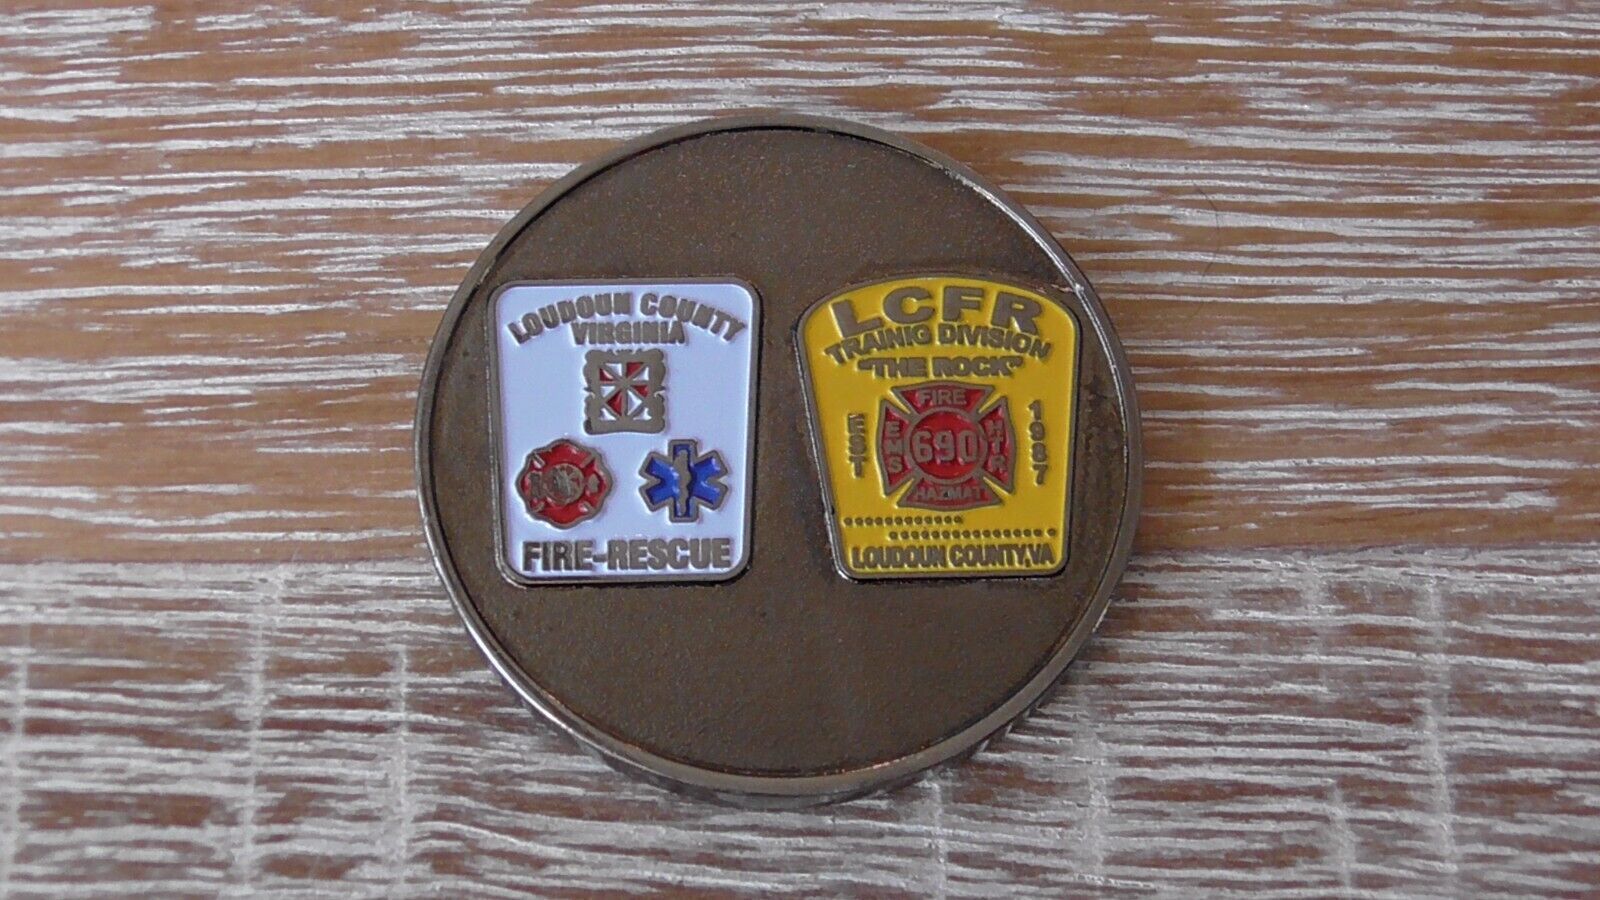 LOUDOUN COUNTY
VIRGINIA
FIRE-RESCUE
LCFR
TRAINIG DIVISION
"THE ROCK"
EST
1987
FIRE
EMS
690
HTR
HAZMAT
LOUDOUN COUNTY,VA